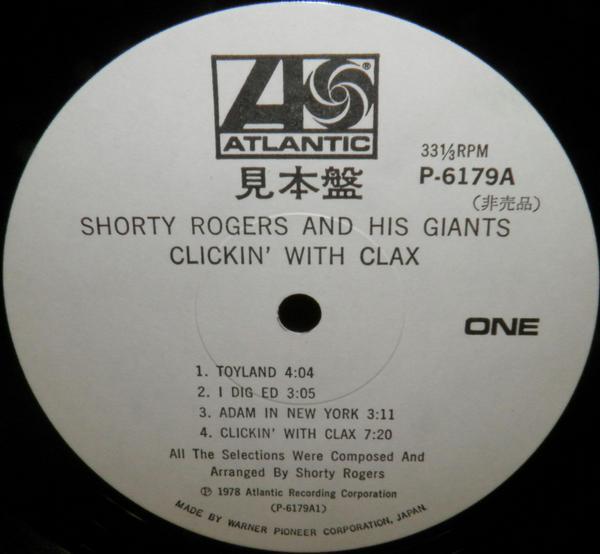 ATLANTIC
®
見本盤
33⅓RPM
P-6179A
(非売品)
SHORTY ROGERS AND HIS GIANTS
CLICKIN' WITH CLAX
ONE
1. TOYLAND 4:04
2. I DIG ED 3:05
3. ADAM IN NEW YORK 3:11
4. CLICKIN' WITH CLAX 7:20
All The Selections Were Composed And
Arranged By Shorty Rogers
Ⓟ 1978 Atlantic Recording Corporation
(P-6179A1)
MADE BY WARNER PIONEER CORPORATION, JAPAN.